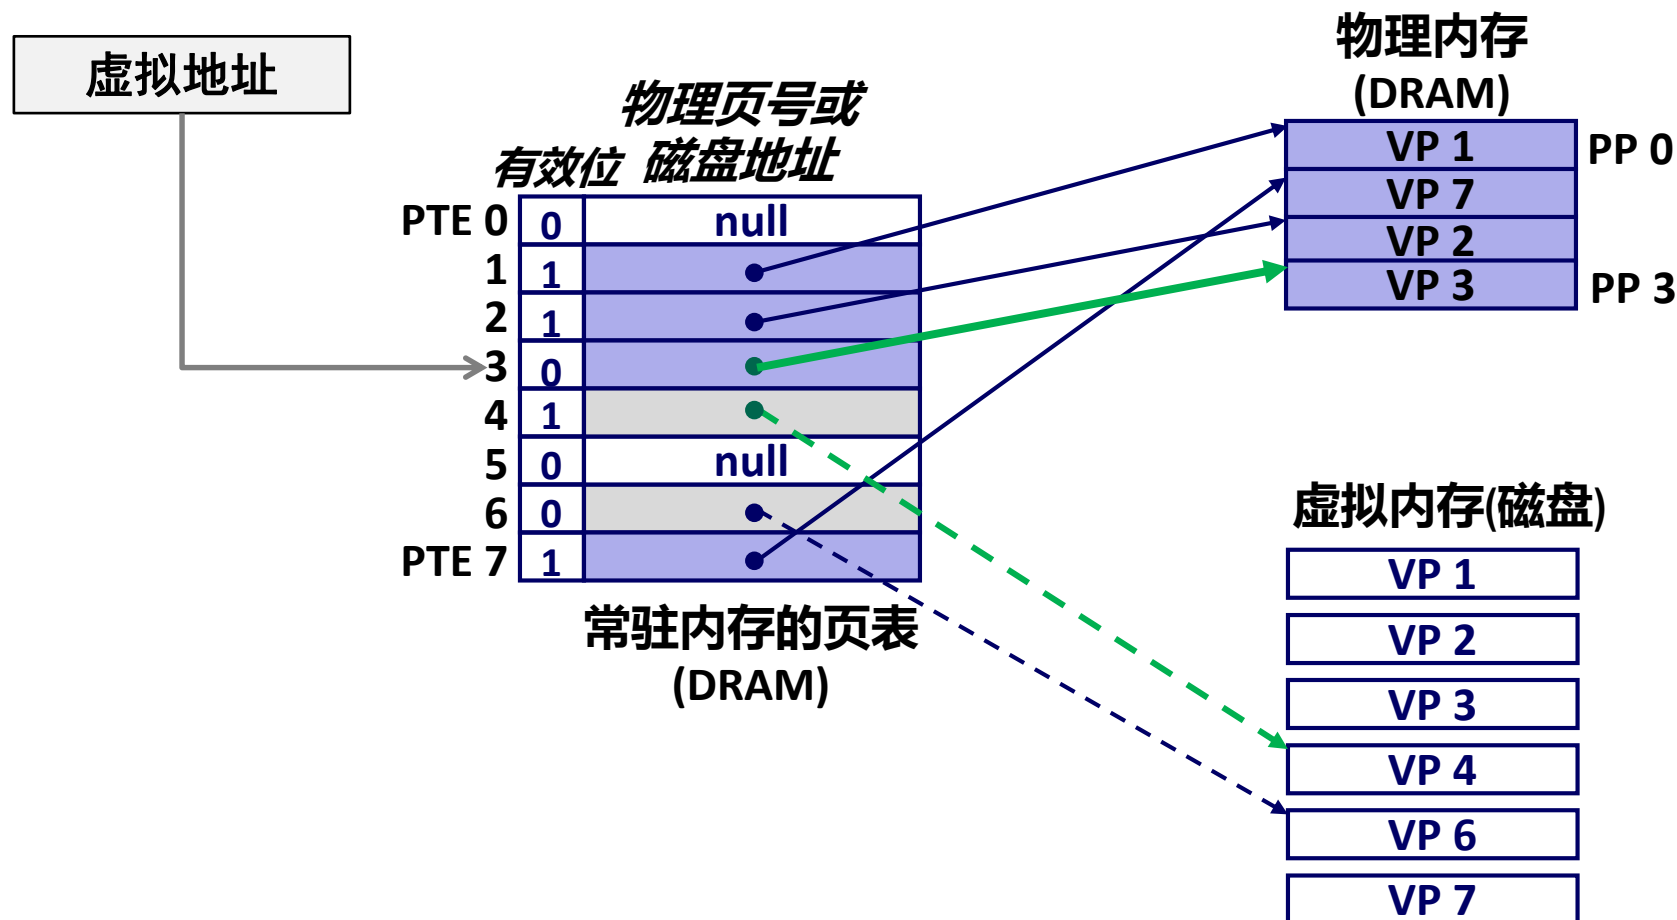 虚拟地址
物理页号或
磁盘地址
有效位
PTE 0 0 null
1 1
2 1
3 0
4 1
5 0 null
6 0
PTE 7 1
常驻内存的页表
(DRAM)
物理内存
(DRAM)
VP 1 PP 0
VP 7
VP 2
VP 3 PP 3
虚拟内存(磁盘)
VP 1
VP 2
VP 3
VP 4
VP 6
VP 7